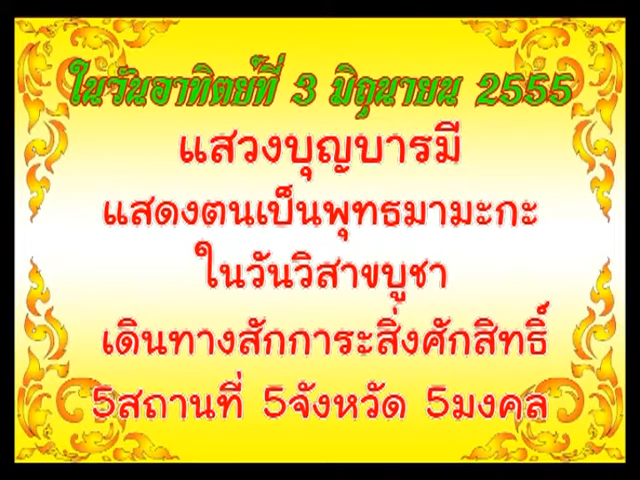 ในวันอาทิตย์ที่ 3 มิถุนายน 2555
แสวงบุญบารมี
แสดงตนเป็นพุทธมามะกะ
ในวันวิสาขบูชา
เดินทางสักการะสิ่งศักสิทธิ์
5สถานที่ 5จังหวัด 5มงคล